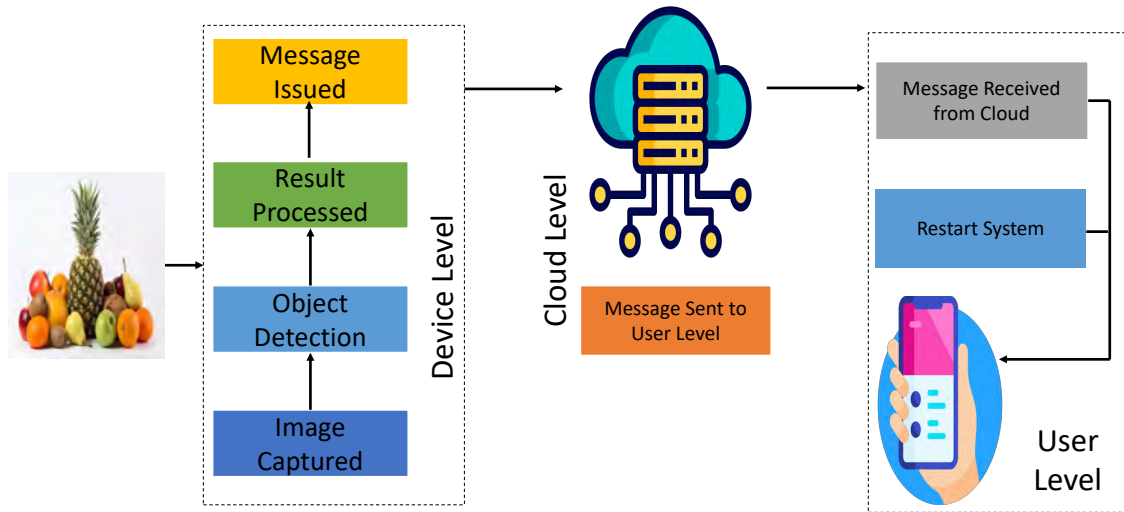 Message
Issued
Result
Processed
Object
Detection
Image
Captured
Device Level
Cloud Level
Message Sent to
User Level
Message Received
from Cloud
Restart System
User
Level